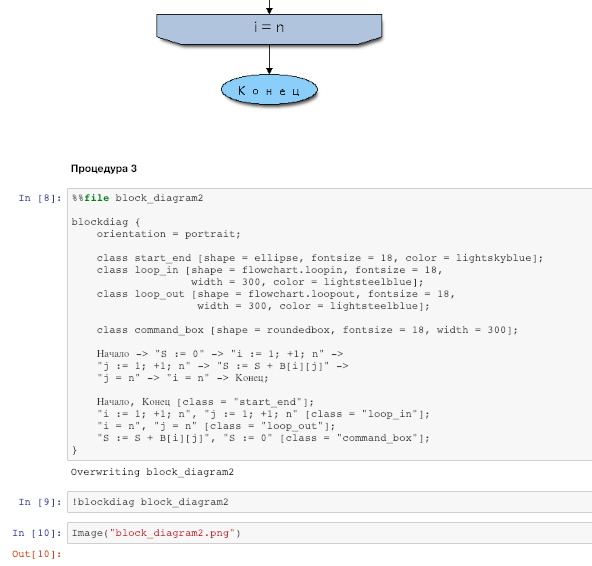 i = n
Конец
Процедура 3
In [8]: %%file block_diagram2
blockdiag {
orientation = portrait;
class start_end [shape = ellipse, fontsize = 18, color = lightskyblue];
class loop_in [shape = flowchart.loopin, fontsize = 18,
width = 300, color = lightsteelblue];
class loop_out [shape = flowchart.loopout, fontsize = 18,
width = 300, color = lightsteelblue];
class command_box [shape = roundedbox, fontsize = 18, width = 300];
Начало -> "S := 0" -> "i := 1; +1; n" ->
"j := 1; +1; n" -> "S := S + B[i][j]" ->
"j = n" -> "i = n" -> Конец;
Начало, Конец [class = "start_end"];
"i := 1; +1; n", "j := 1; +1; n" [class = "loop_in"];
"i = n", "j = n" [class = "loop_out"];
"S := S + B[i][j]", "S := 0" [class = "command_box"];
}
Overwriting block_diagram2
In [9]: !blockdiag block_diagram2
In [10]: Image("block_diagram2.png")
Out[10]: